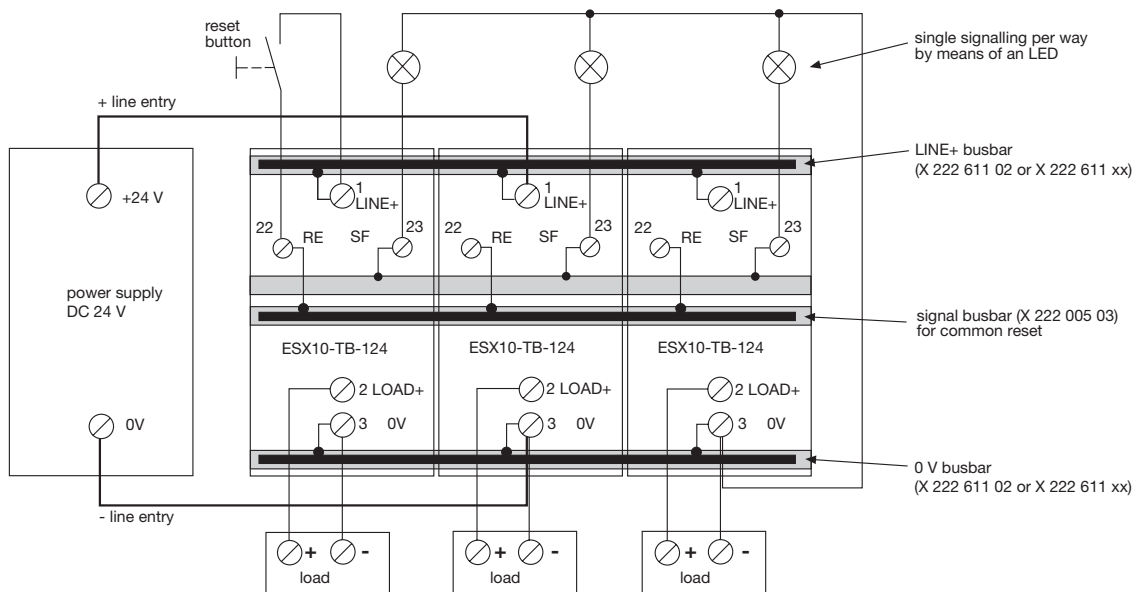 reset
button
single signalling per way
by means of an LED
+ line entry
LINE+ busbar
(X 222 611 02 or X 222 611 xx)
+24 V
1
LINE+
1
LINE+
1
LINE+
22
RE
SF
23
22
RE
SF
23
22
RE
SF
23
power supply
DC 24 V
signal busbar (X 222 005 03)
for common reset
ESX10-TB-124
ESX10-TB-124
ESX10-TB-124
2 LOAD+
2 LOAD+
2 LOAD+
0V
3 0V
3 0V
3 0V
0 V busbar
(X 222 611 02 or X 222 611 xx)
- line entry
+ -
load
+ -
load
+ -
load